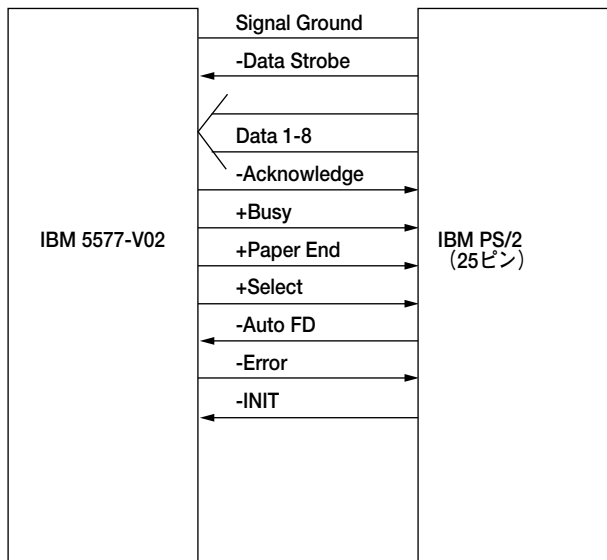 Signal Ground
-Data Strobe
Data 1-8
-Acknowledge
+Busy
+Paper End
+Select
-Auto FD
-Error
-INIT
IBM 5577-V02
IBM PS/2
(25ピン)